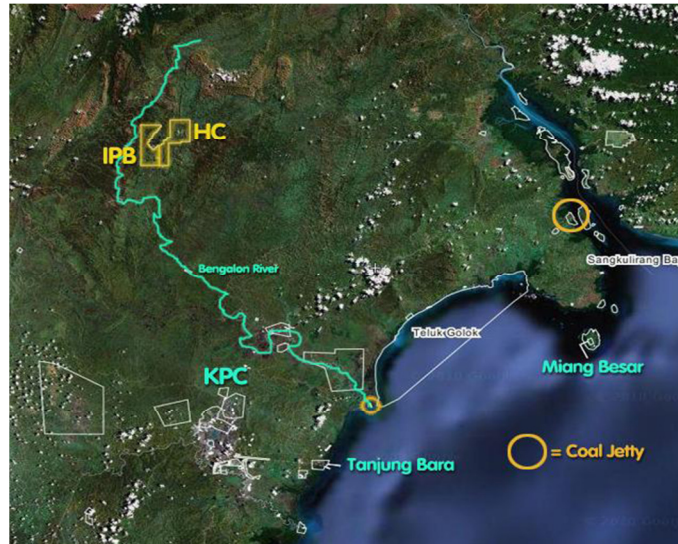 HC
IPB
Sangkulirang Ba
Bengalon River
Teluk Golok
Miang Besar
KPC
= Coal Jetty
Tanjung Bara